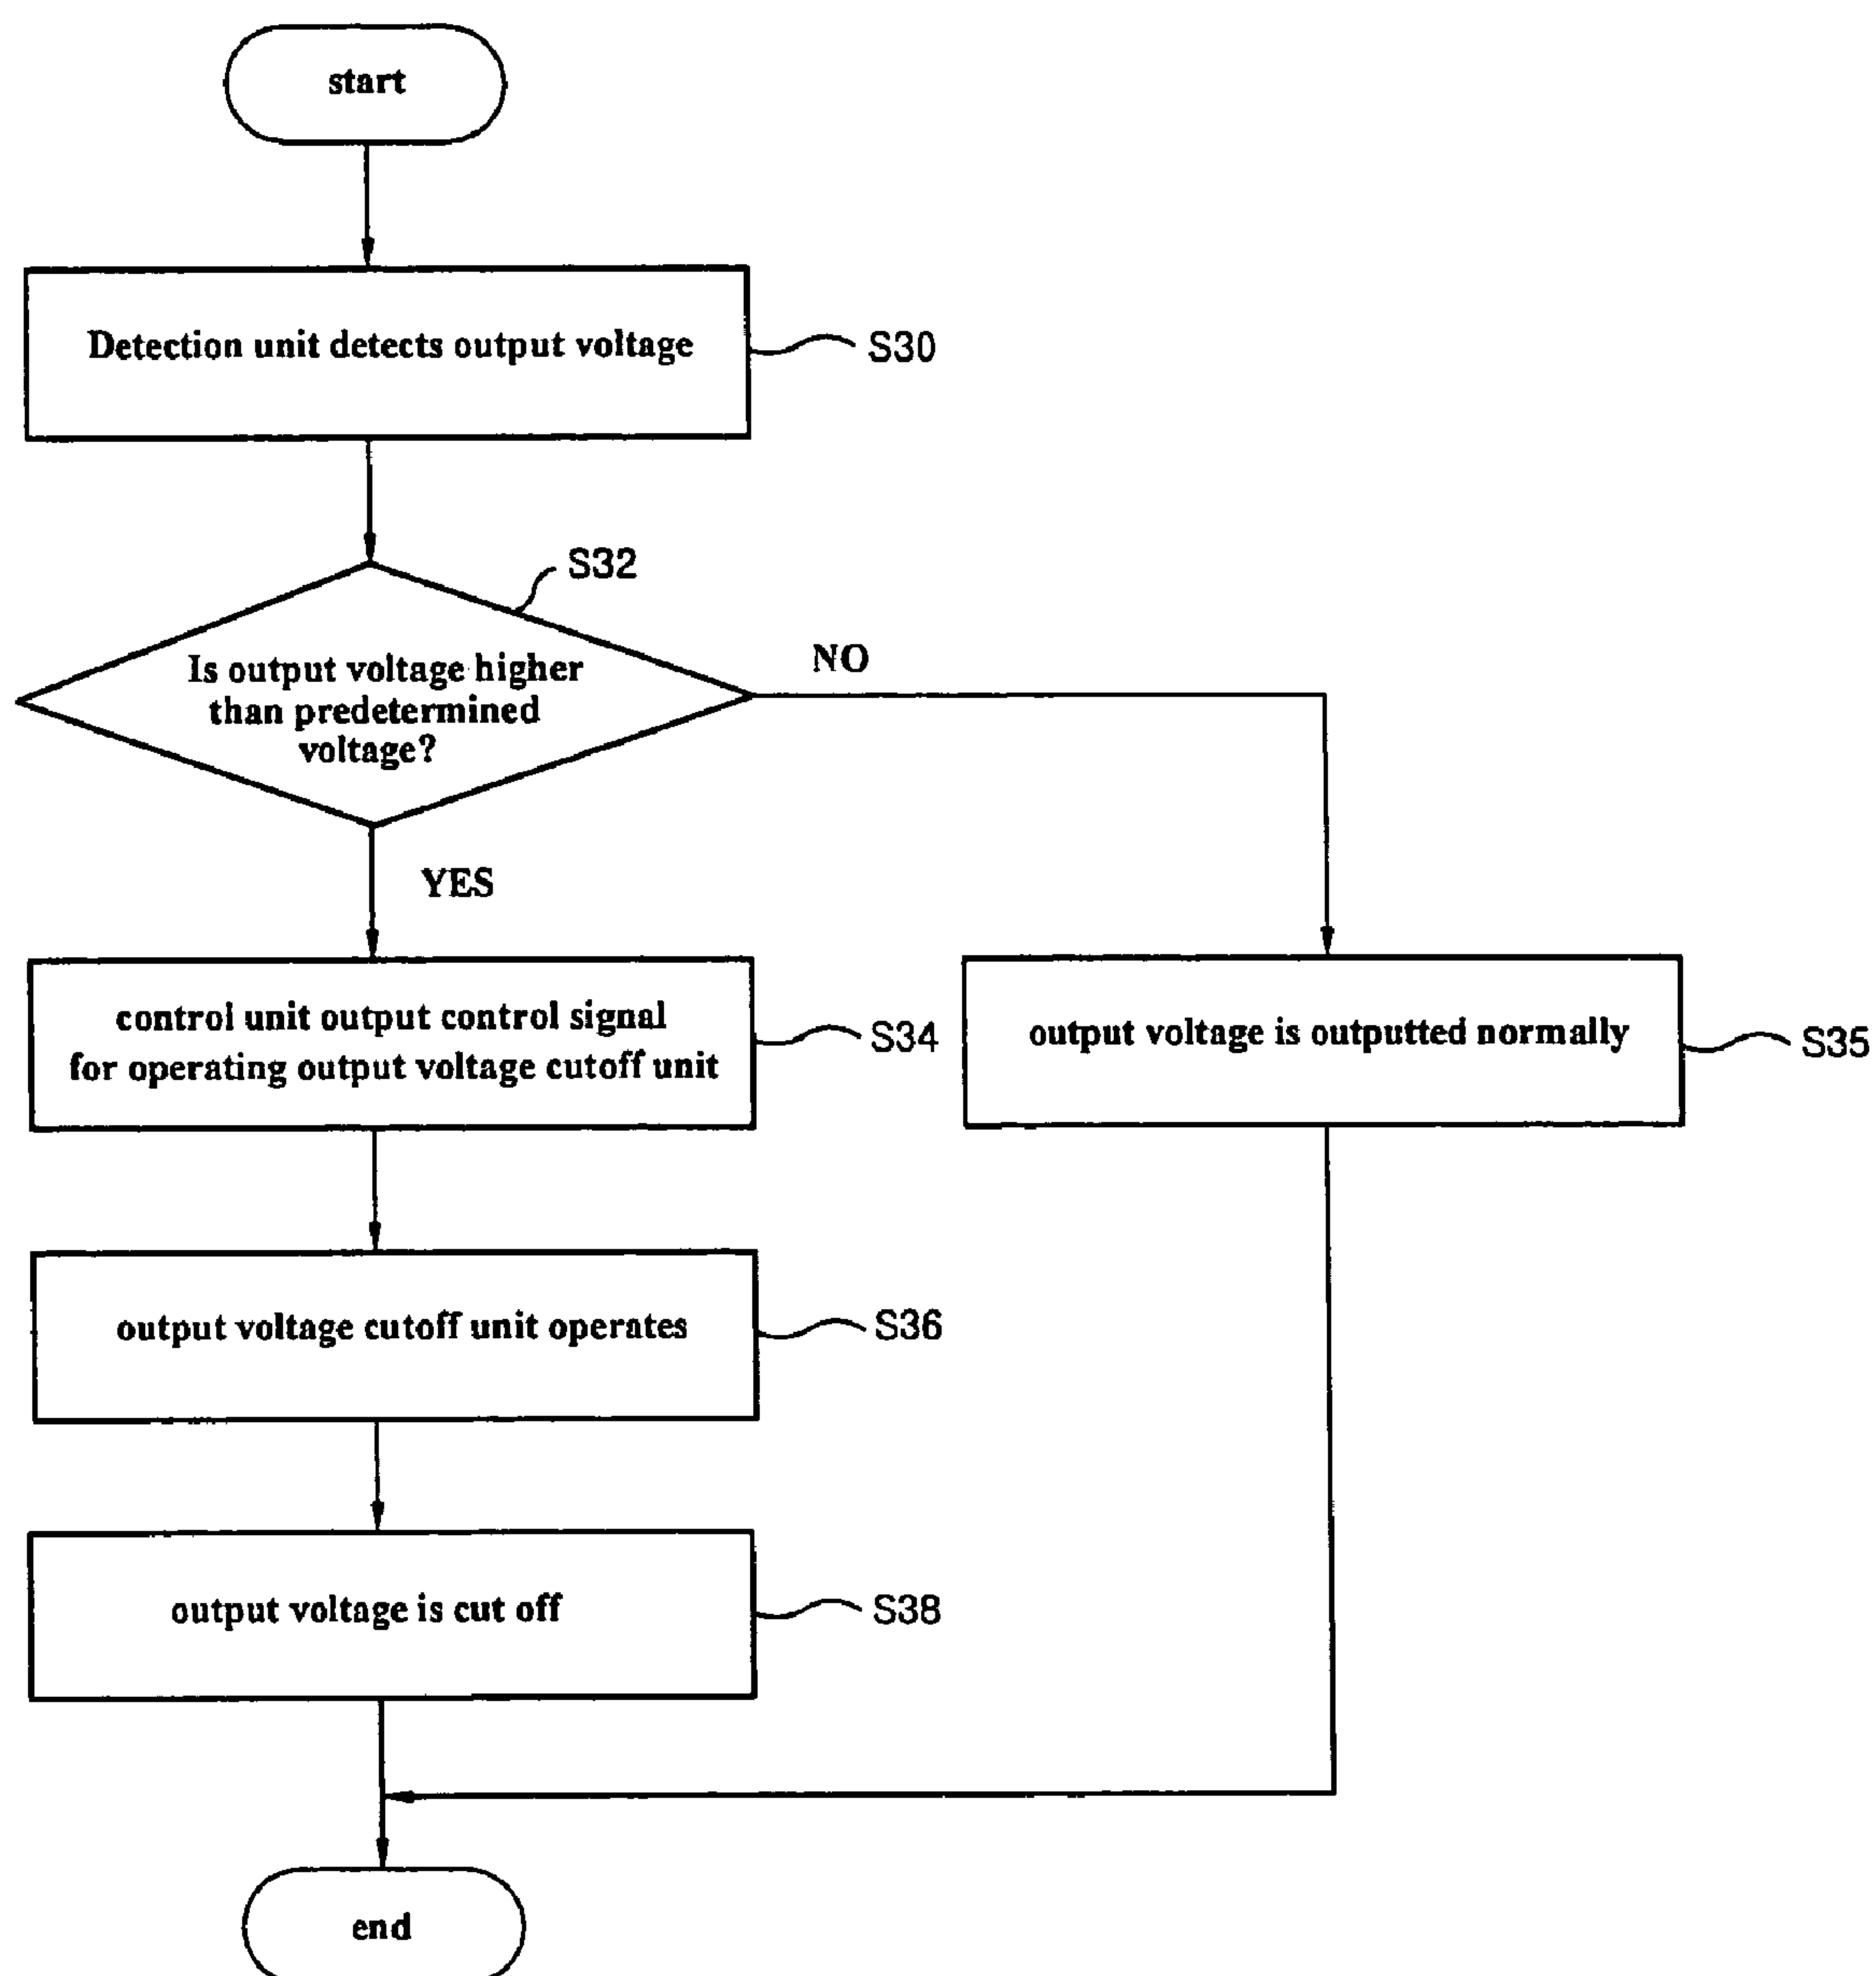 start
Detection unit detects output voltage
S30
S32
Is output voltage higher
than predetermined
voltage?
NO
YES
control unit output control signal
for operating output voltage cutoff unit
S34
output voltage is outputted normally
S35
output voltage cutoff unit operates
S36
output voltage is cut off
S38
end